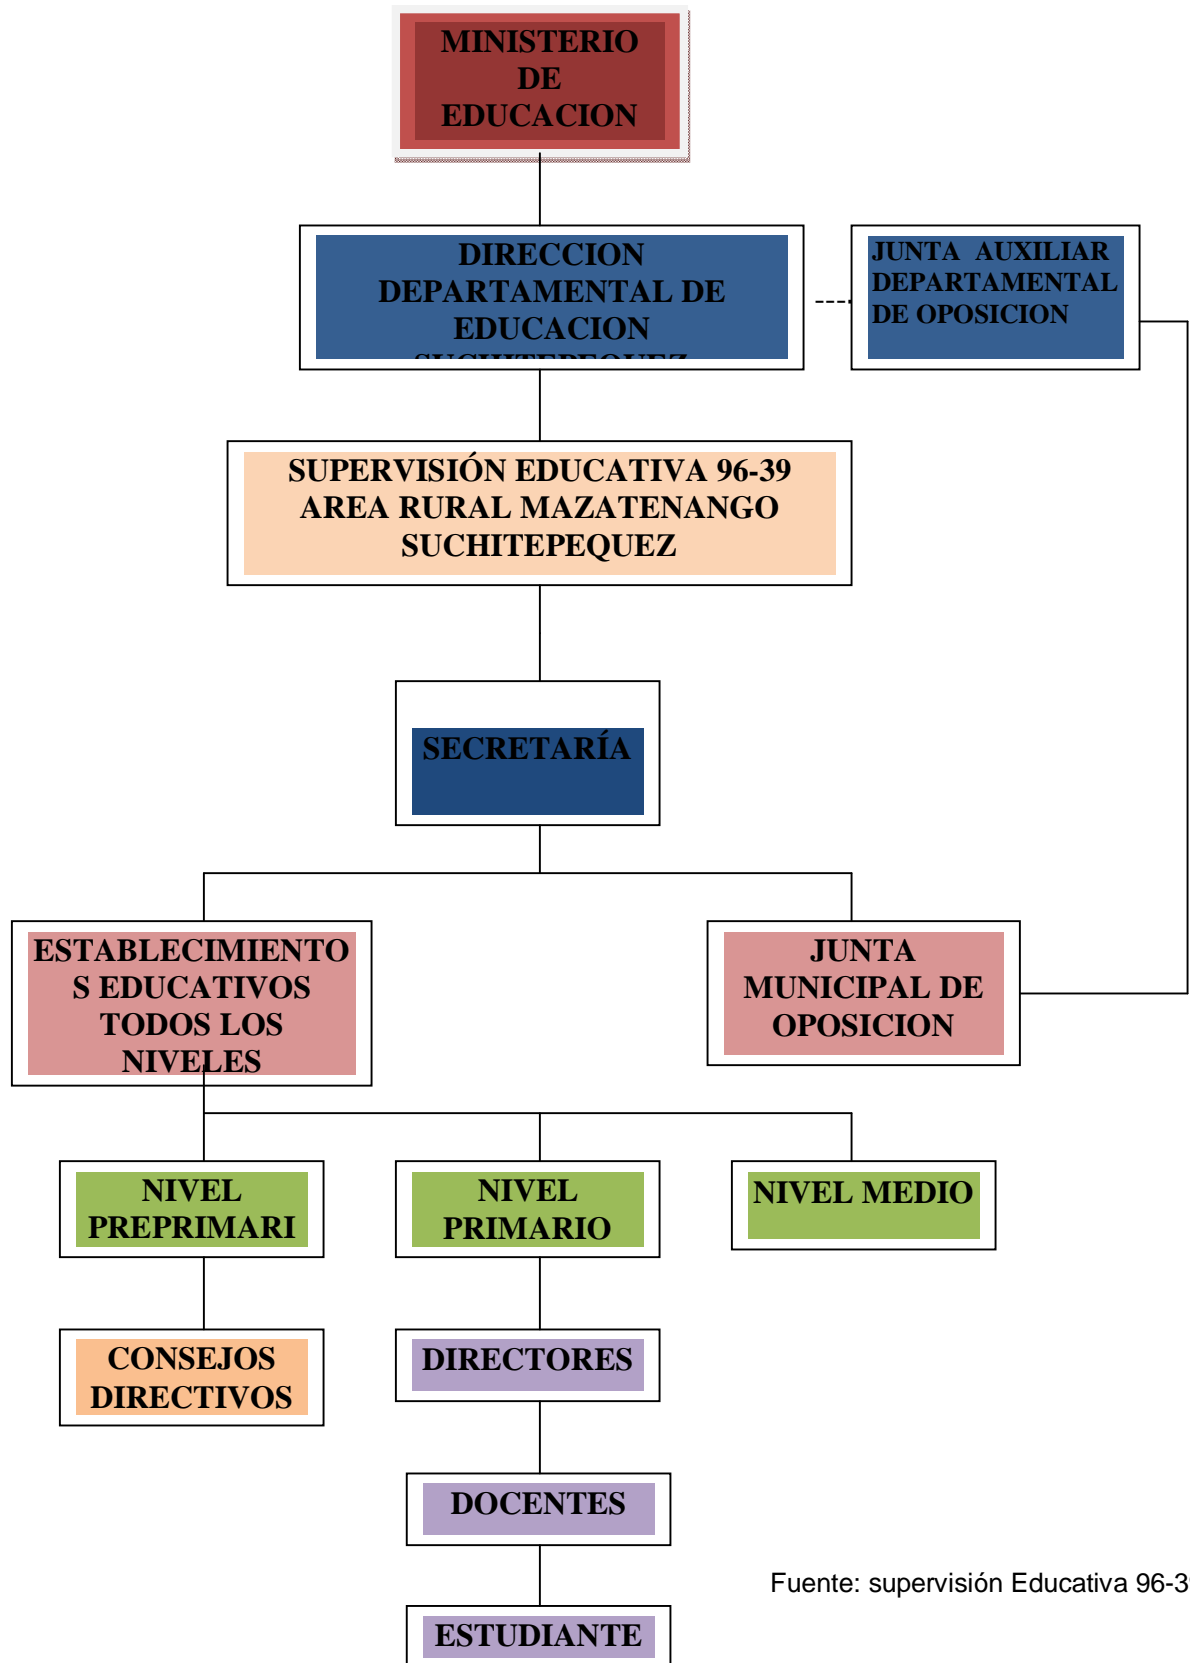 MINISTERIO
DE
EDUCACION
DIRECCION
DEPARTAMENTAL DE
EDUCACION
SUCHITEPEQUEZ
JUNTA AUXILIAR
DEPARTAMENTAL
DE OPOSICION
SUPERVISIÓN EDUCATIVA 96-39
AREA RURAL MAZATENANGO
SUCHITEPEQUEZ
SECRETARÍA
ESTABLECIMIENTO
S EDUCATIVOS
TODOS LOS
NIVELES
JUNTA
MUNICIPAL DE
OPOSICION
NIVEL
PREPRIMARI
NIVEL
PRIMARIO
NIVEL MEDIO
CONSEJOS
DIRECTIVOS
DIRECTORES
DOCENTES
Fuente: supervisión Educativa 96-3
ESTUDIANTE